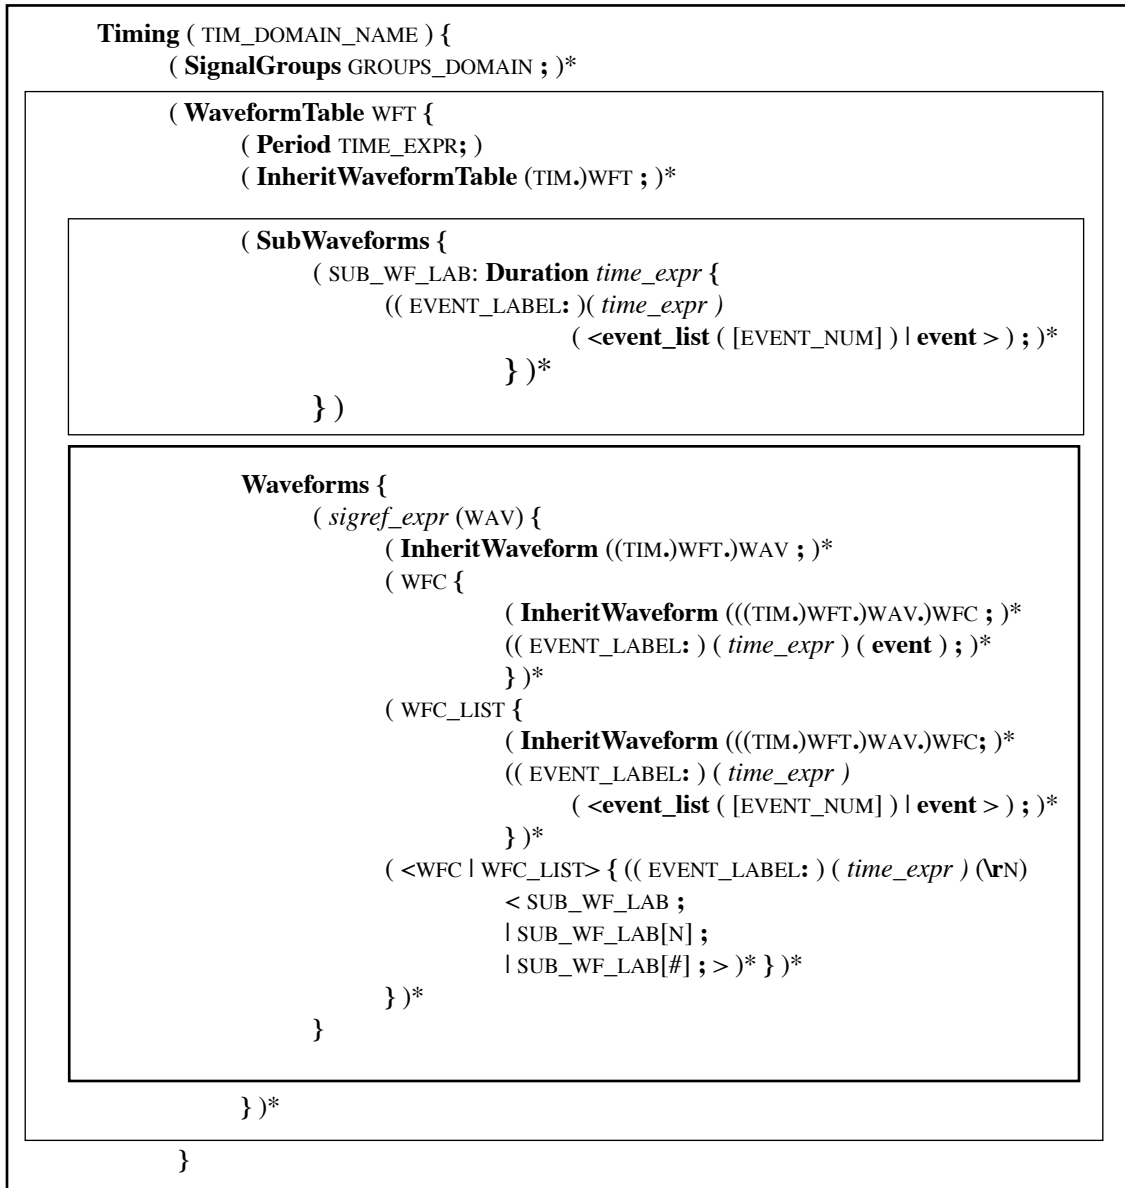 Timing ( TIM_DOMAIN_NAME ) {
( SignalGroups GROUPS_DOMAIN ; )*
( WaveformTable WFT {
( Period TIME_EXPR; )
( InheritWaveformTable (TIM.)WFT ; )*
( SubWaveforms {
( SUB_WF_LAB: Duration time_expr {
(( EVENT_LABEL: )( time_expr )
( <event_list ( [EVENT_NUM] ) | event > ) ; )*
} )*
} )
Waveforms {
( sigref_expr (WAV) {
( InheritWaveform ((TIM.)WFT.)WAV ; )*
( WFC {
( InheritWaveform (((TIM.)WFT.)WAV.)WFC ; )*
(( EVENT_LABEL: ) ( time_expr ) ( event ) ; )*
} )*
( WFC_LIST {
( InheritWaveform (((TIM.)WFT.)WAV.)WFC; )*
(( EVENT_LABEL: ) ( time_expr )
( <event_list ( [EVENT_NUM] ) | event > ) ; )*
} )*
( <WFC | WFC_LIST> { (( EVENT_LABEL: ) ( time_expr ) (\rN)
< SUB_WF_LAB ;
| SUB_WF_LAB[N] ;
| SUB_WF_LAB[#] ; > )* } )*
} )*
}
} )*
}